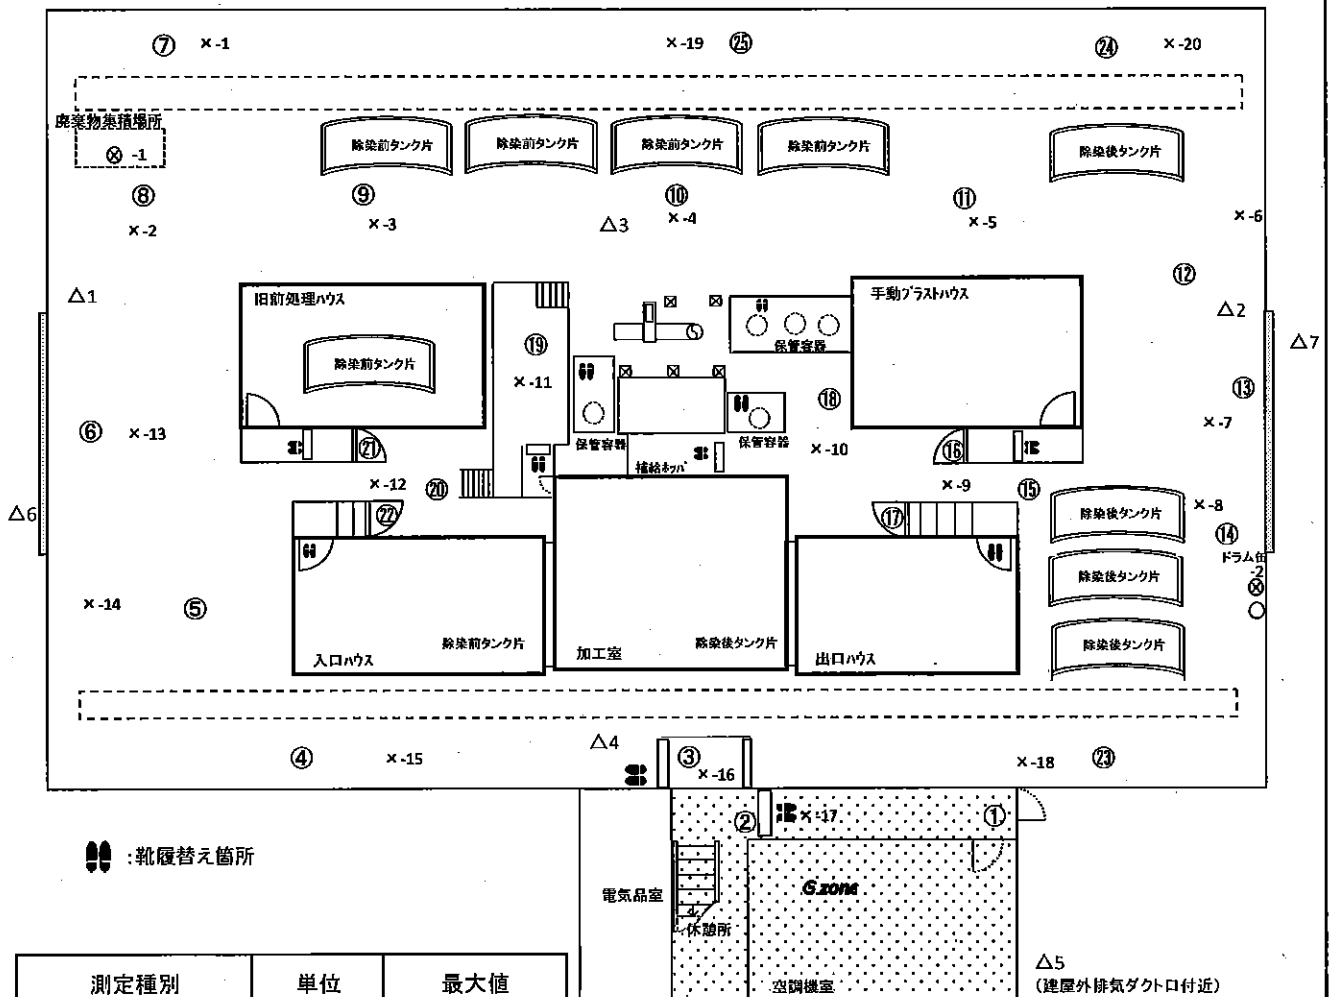 ⑦ ×-1 ×-19 ㉕ ㉔ ×-20
廃棄物集積場所
⊗ -1
除染前タンク片 除染前タンク片 除染前タンク片 除染前タンク片 除染後タンク片
⑧ ⑨ ⑩ ⑪
×-2 ×-3 △3 ×-4 ×-5 ×-6
⑫
△1 旧前処理ハウス 手動ブラストハウス △2
△7
保管容器
⑲
除染前タンク片
×-11 ⑬
⑱
⑥ ×-13 ×-7
保管容器 保管容器
㉑ ×-10 ⑯
補給ホッパ
×-12 ⑳ ×-9 ⑮
×-8
△6 ㉒ ⑰ 除染後タンク片
⑭
ドラム缶
-2
⊗
除染後タンク片
×-14 ⑤
除染前タンク片 除染後タンク片 除染後タンク片
入口ハウス 加工室 出口ハウス
△4
④ ×-15 ③ ×-16 ×-18 ㉓
② ×-17 ①
:靴履替え箇所
電気品室 G.zone
休憩所
△5
測定種別 単位 最大値 空調機室 (建屋外排気ダクト口付近)